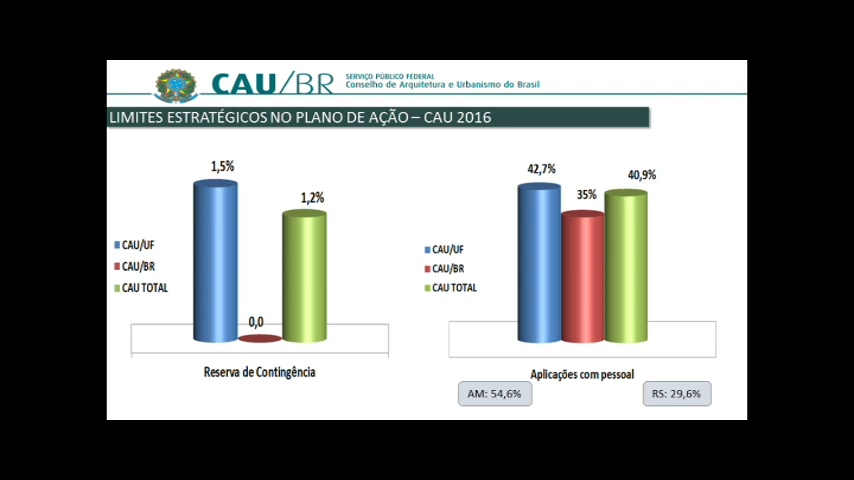 CAU/BR
SERVIÇO PÚBLICO FEDERAL
Conselho de Arquitetura e Urbanismo do Brasil
LIMITES ESTRATÉGICOS NO PLANO DE AÇÃO – CAU 2016
1,5%
1,2%
0,0
CAU/UF
CAU/BR
CAU TOTAL
Reserva de Contingência
42,7%
35%
40,9%
CAU/UF
CAU/BR
CAU TOTAL
Aplicações com pessoal
AM: 54,6%
RS: 29,6%